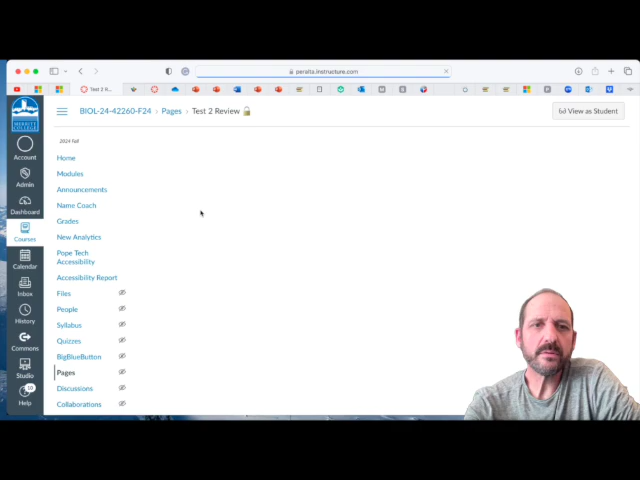 peralta.instructure.com
Test 2 R...
BIOL-24-42260-F24 › Pages › Test 2 Review
View as Student
MERRITT COLLEGE
2024 Fall
Home
Modules
Announcements
Name Coach
Grades
New Analytics
Pope Tech
Accessibility
Accessibility Report
Files
People
Syllabus
Quizzes
BigBlueButton
Pages
Discussions
Collaborations
Account
Admin
Dashboard
Courses
Calendar
Inbox
History
Commons
Studio
10
Help